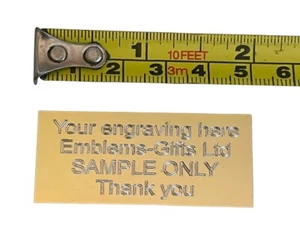 1 10FEET 2
1 2 3 3m 4 5 6
Your engraving here
Emblems-Gifts Ltd
SAMPLE ONLY
Thank you